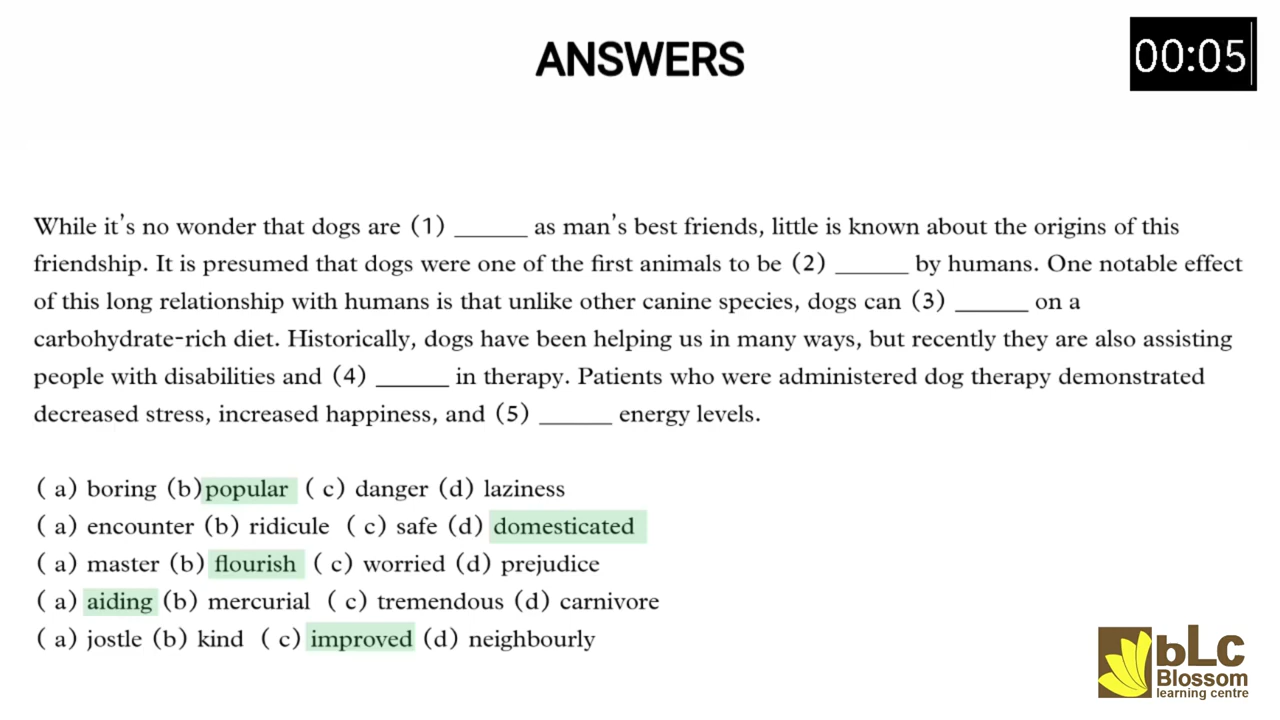 ANSWERS
00:05
While it's no wonder that dogs are (1) ______ as man's best friends, little is known about the origins of this
friendship. It is presumed that dogs were one of the first animals to be (2) ______ by humans. One notable effect
of this long relationship with humans is that unlike other canine species, dogs can (3) ______ on a
carbohydrate-rich diet. Historically, dogs have been helping us in many ways, but recently they are also assisting
people with disabilities and (4) ______ in therapy. Patients who were administered dog therapy demonstrated
decreased stress, increased happiness, and (5) ______ energy levels.
( a) boring (b) popular ( c) danger (d) laziness
( a) encounter (b) ridicule ( c) safe (d) domesticated
( a) master (b) flourish ( c) worried (d) prejudice
( a) aiding (b) mercurial ( c) tremendous (d) carnivore
( a) jostle (b) kind ( c) improved (d) neighbourly
bLc
Blossom
learning centre